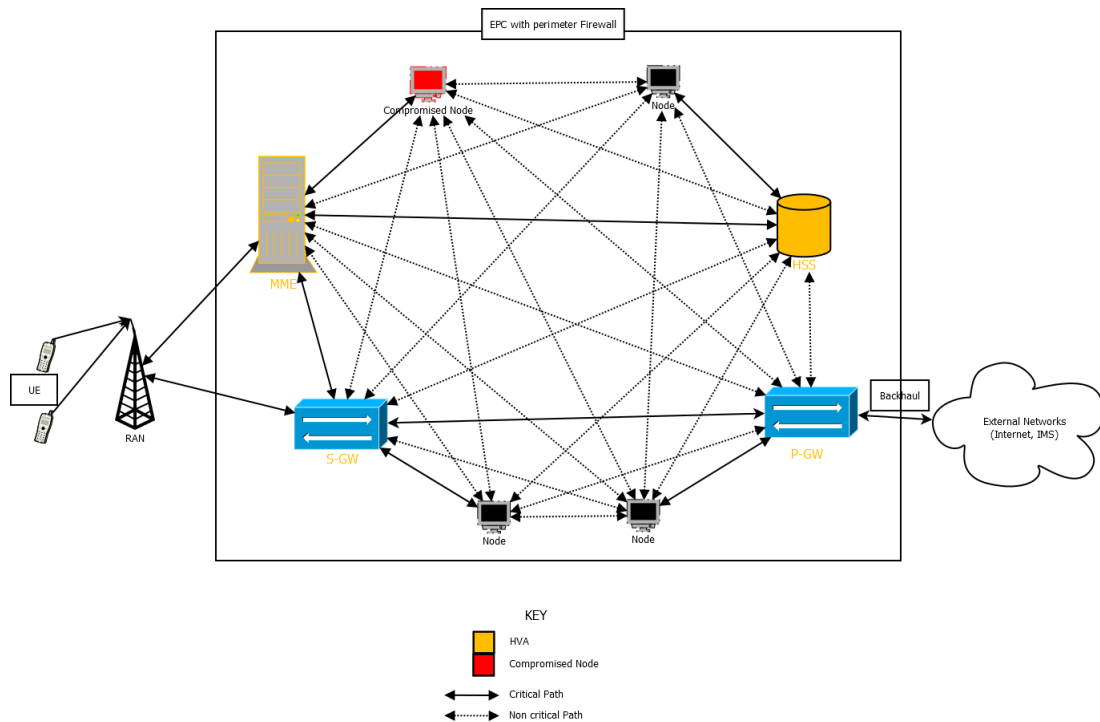 EPC with perimeter Firewall
Compromised Node
Node
MME
HSS
UE
RAN
Backhaul
External Networks
(Internet, IMS)
S-GW
P-GW
Node
Node
KEY
HVA
Compromised Node
Critical Path
Non critical Path